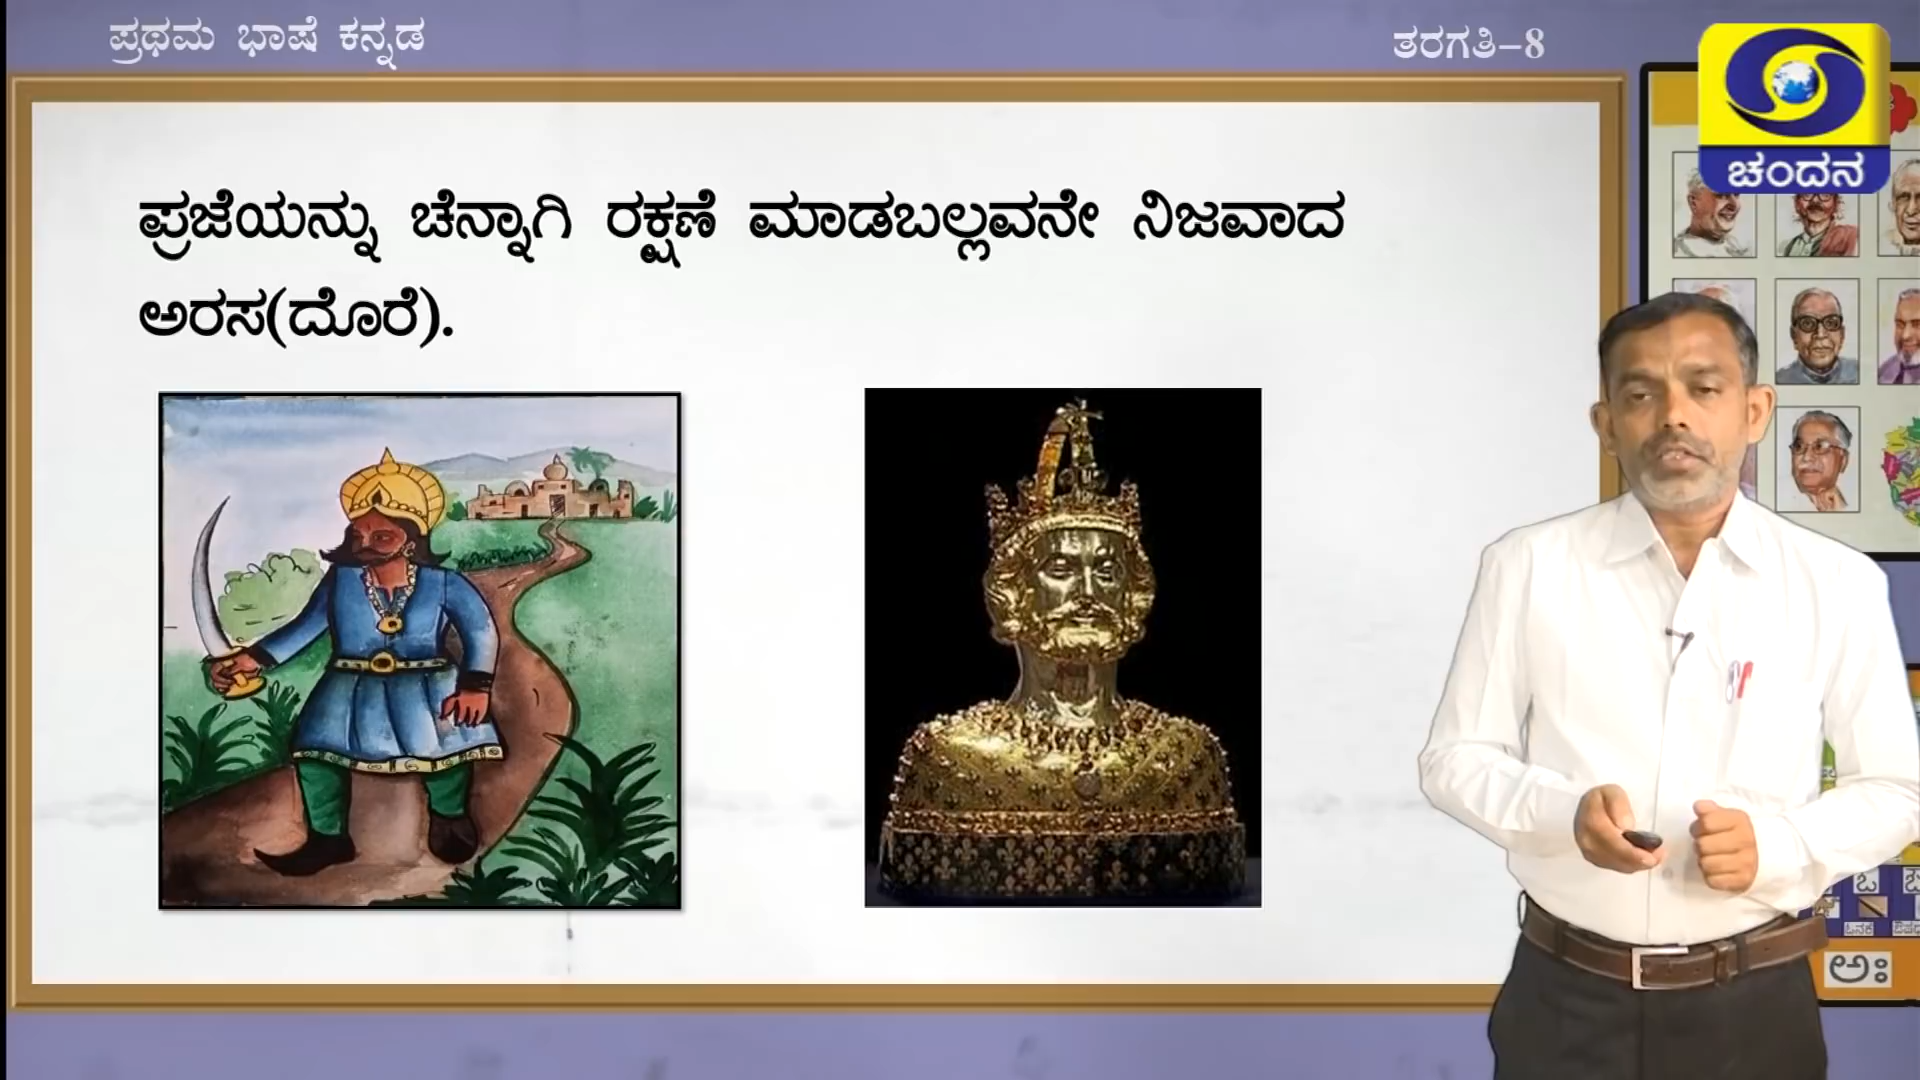 ಪ್ರಥಮ ಭಾಷೆ ಕನ್ನಡ
ತರಗತಿ–8
ಚಂದನ
ಪ್ರಜೆಯನ್ನು ಚೆನ್ನಾಗಿ ರಕ್ಷಣೆ ಮಾಡಬಲ್ಲವನೇ ನಿಜವಾದ
ಅರಸ(ದೊರೆ).
ಅಃ